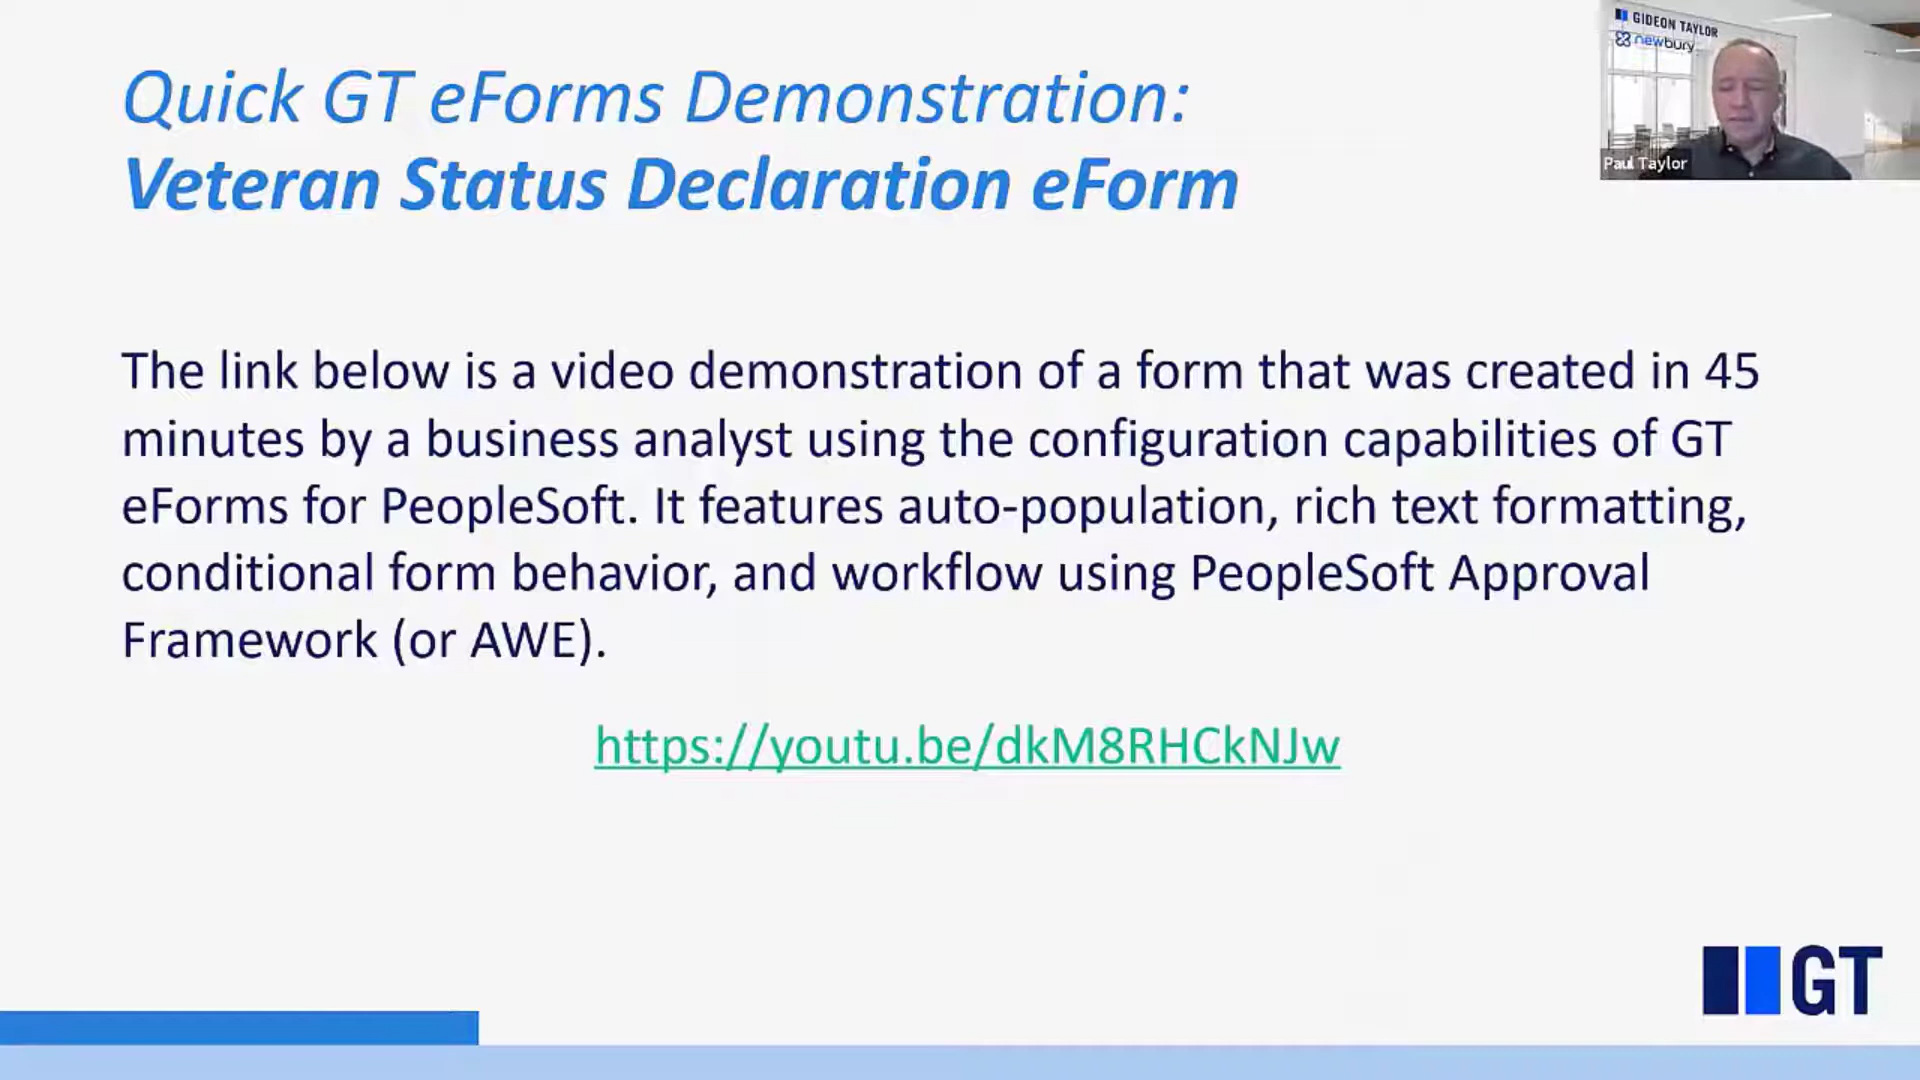 Quick GT eForms Demonstration:
Veteran Status Declaration eForm
GIDEON TAYLOR
newbury
Paul Taylor
The link below is a video demonstration of a form that was created in 45
minutes by a business analyst using the configuration capabilities of GT
eForms for PeopleSoft. It features auto-population, rich text formatting,
conditional form behavior, and workflow using PeopleSoft Approval
Framework (or AWE).
https://youtu.be/dkM8RHCkNJw
GT